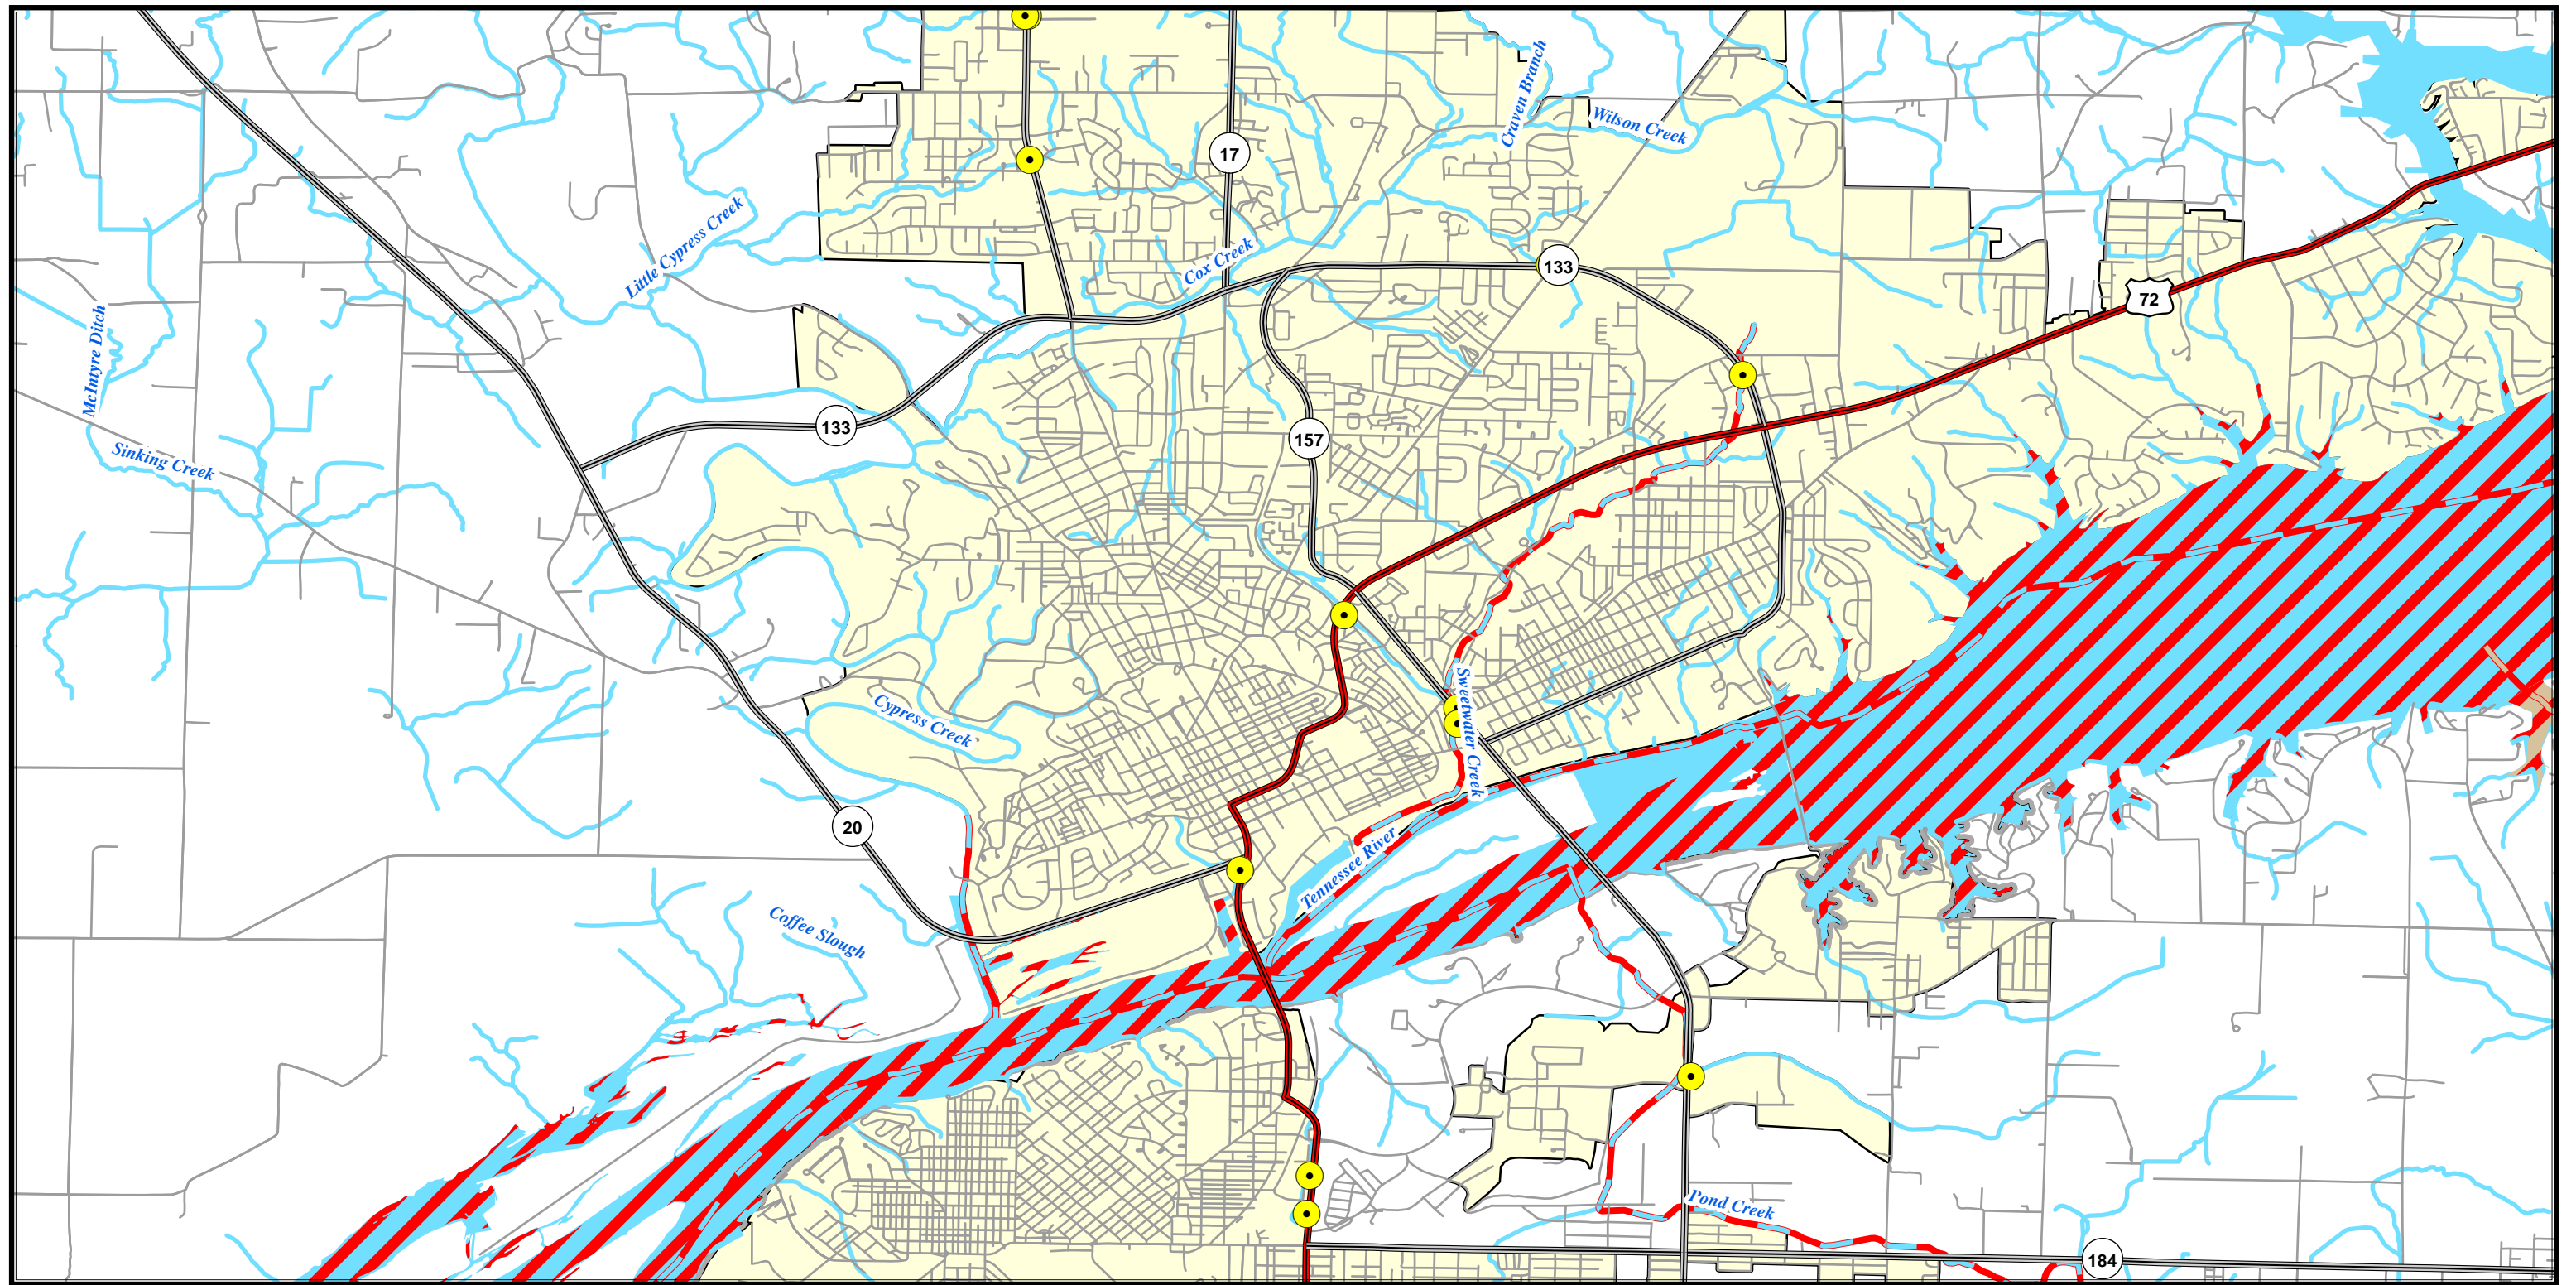 Craven Branch
Wilson Creek
17
Little Cypress Creek
Cox Creek
133
72
McIntyre Ditch
133
157
Sinking Creek
Cypress Creek
Sweetwater Creek
20
Tennessee River
Coffee Slough
Pond Creek
184